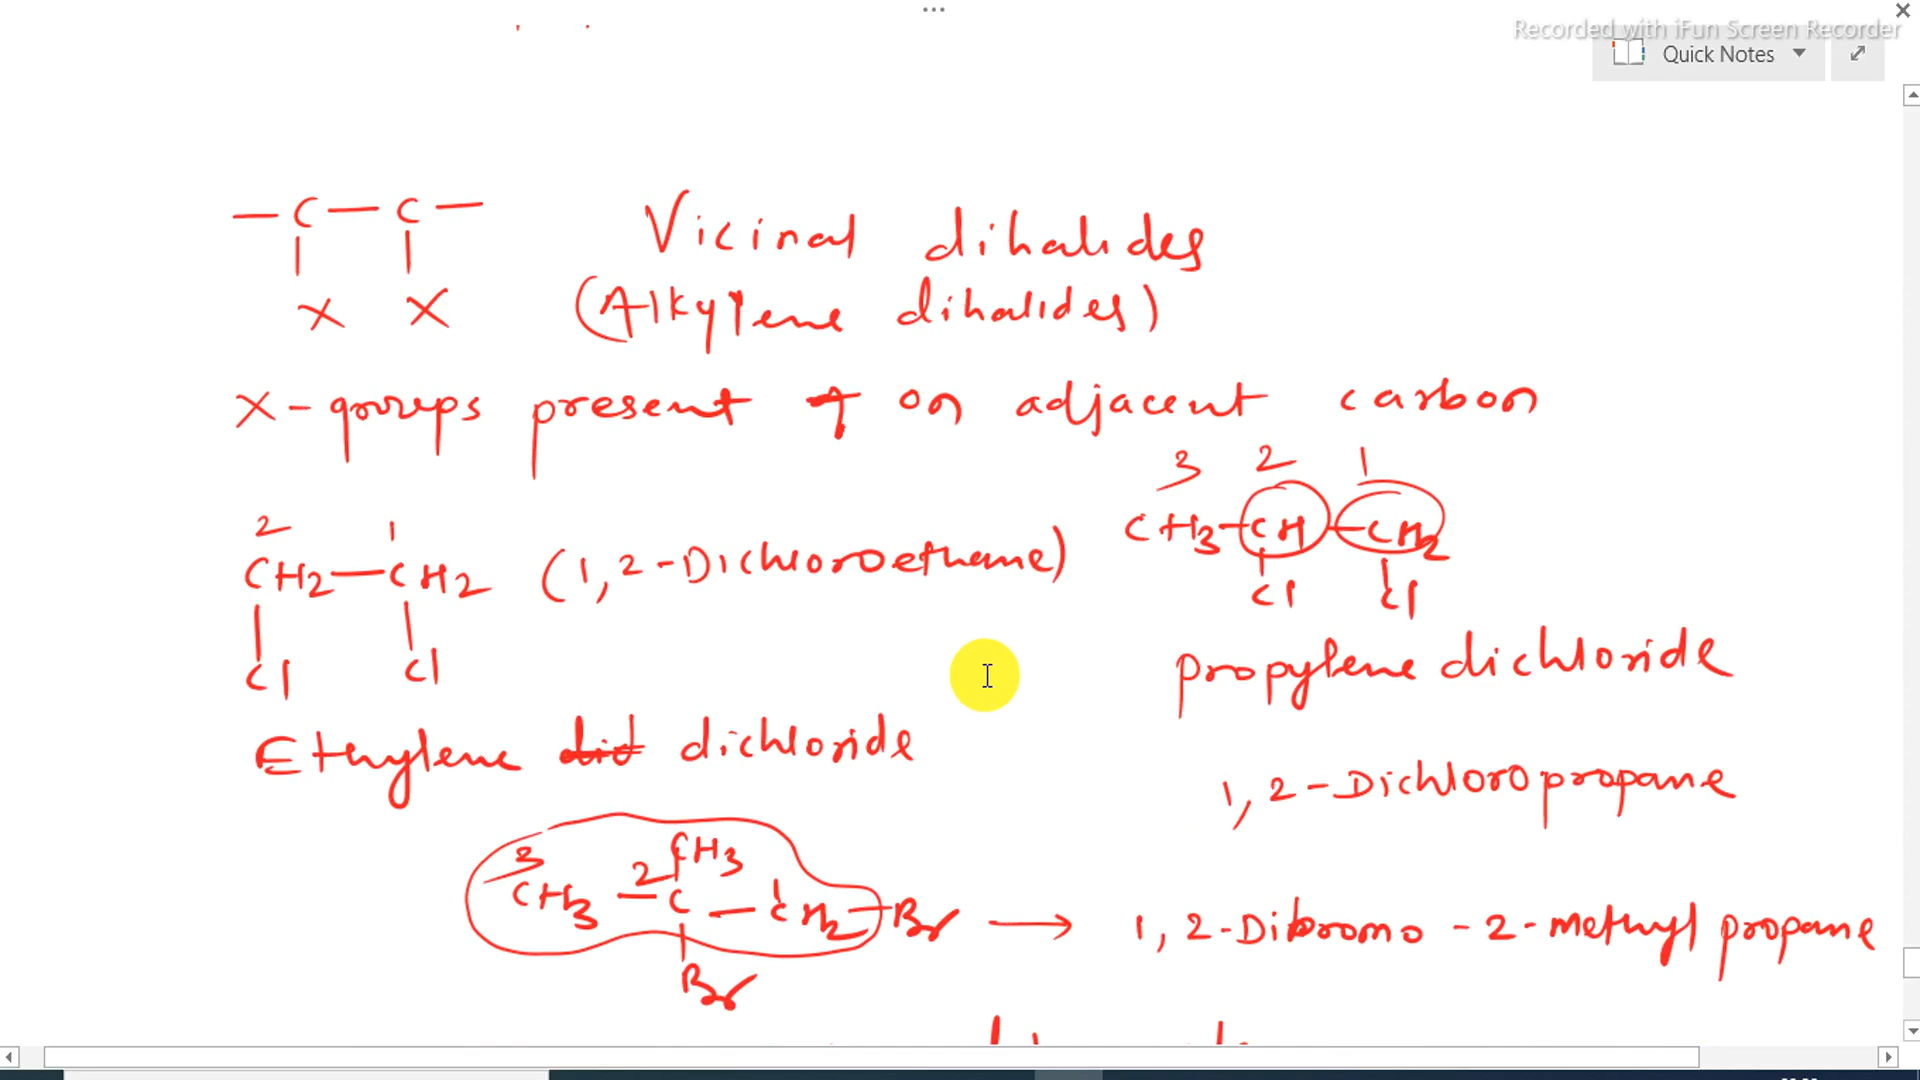 Recorded with iFun Screen Recorder
Quick Notes
— C — C —
X X
Vicinal dihalides
(Alkylene dihalides)
X - groups present on adjacent carbon
2 1
CH2 — CH2 (1,2-Dichloroethane)
Cl Cl
Ethylene dichloride
3 2 1
CH3 - CH - CH2
Cl Cl
propylene dichloride
1,2-Dichloropropane
CH3
3 2 1
CH3 — C — CH2 - Br → 1,2-Dibromo - 2-methyl propane
Br